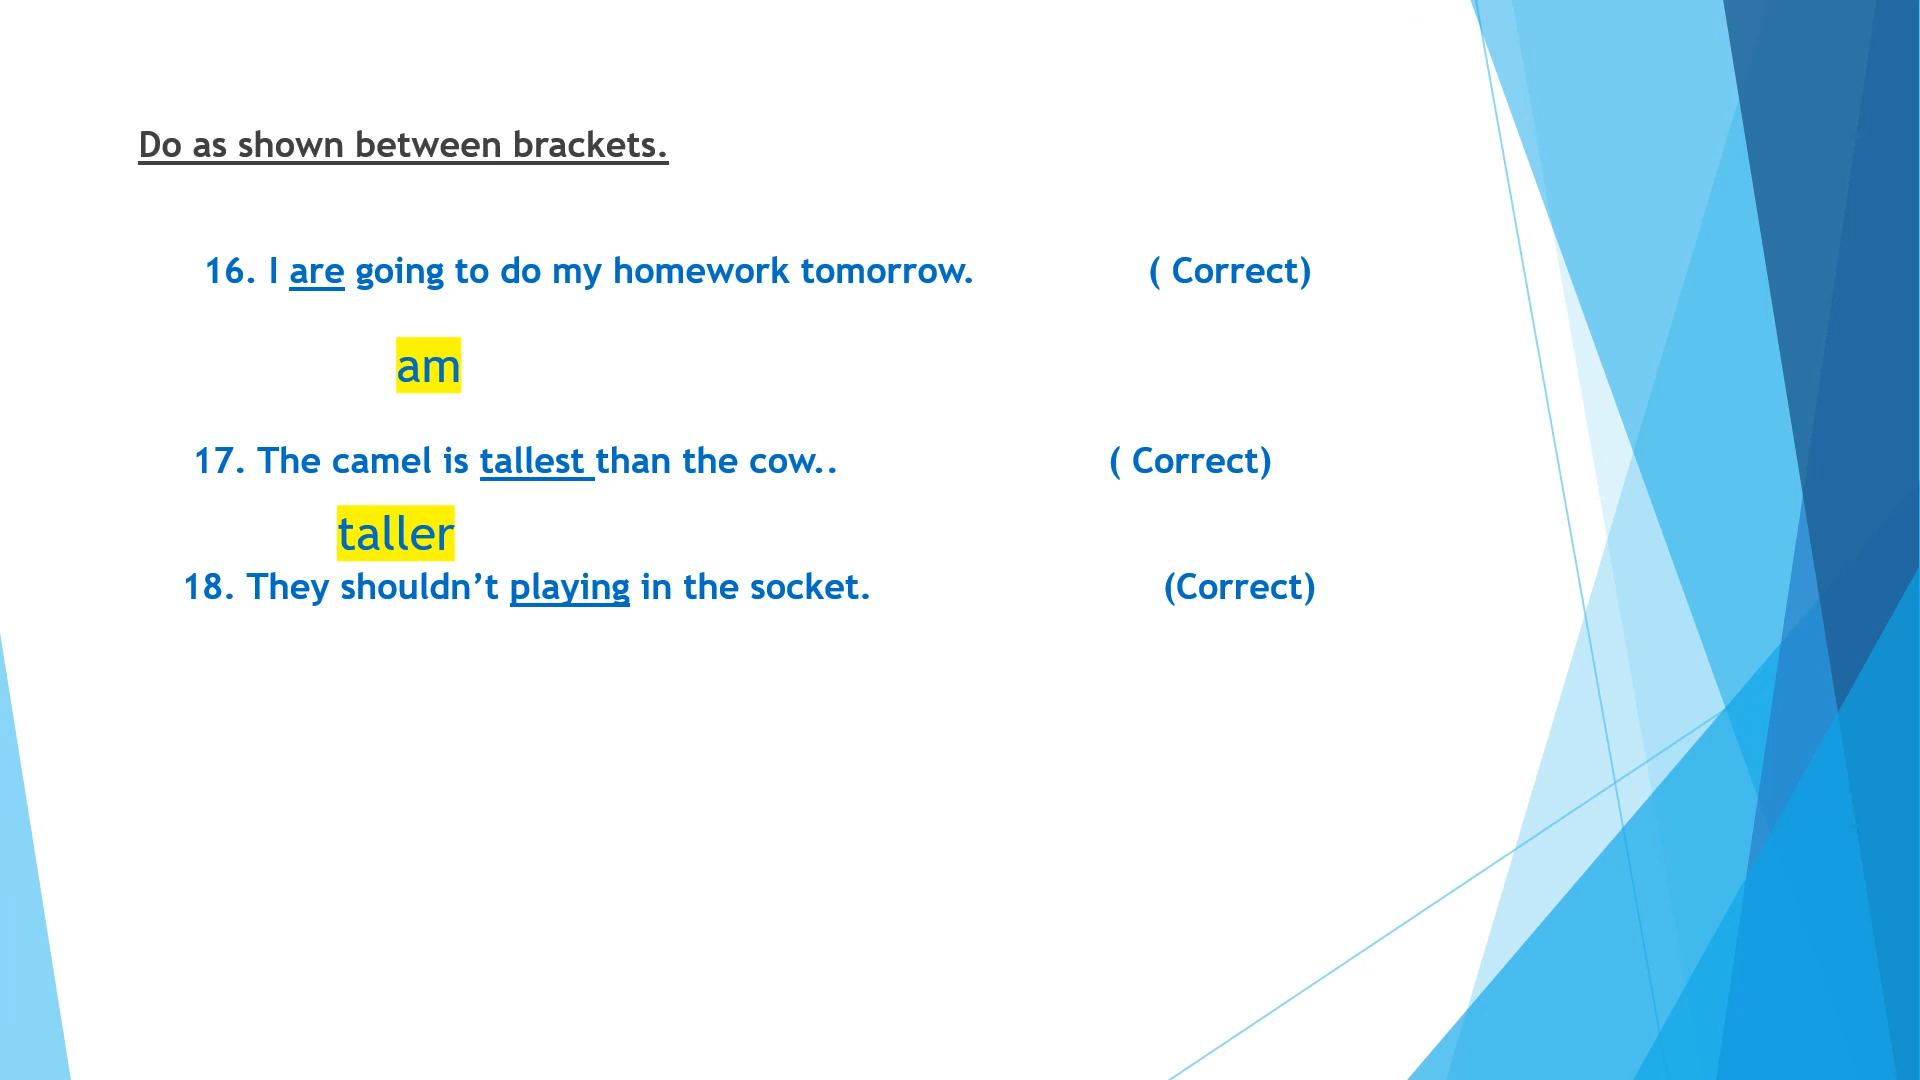 Do as shown between brackets.
16. I are going to do my homework tomorrow. ( Correct)
am
17. The camel is tallest than the cow.. ( Correct)
taller
18. They shouldn’t playing in the socket. (Correct)